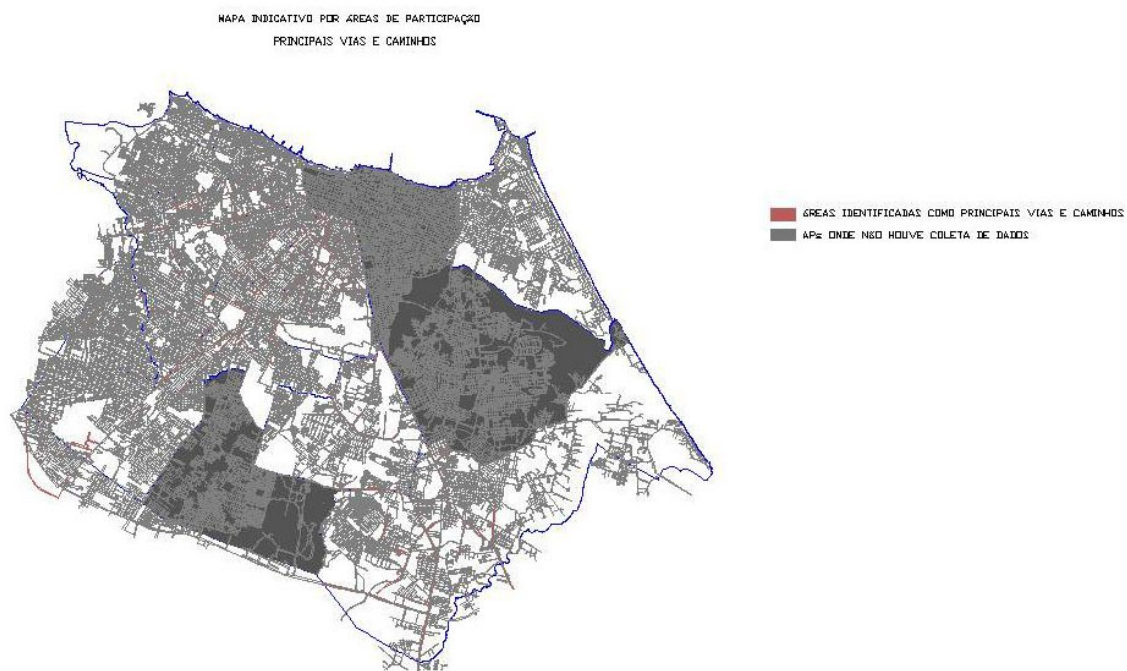 MAPA INDICATIVO POR ÁREAS DE PARTICIPAÇÃO
PRINCIPAIS VIAS E CAMINHOS
ÁREAS IDENTIFICADAS COMO PRINCIPAIS VIAS E CAMINHOS
APs ONDE NÃO HOUVE COLETA DE DADOS